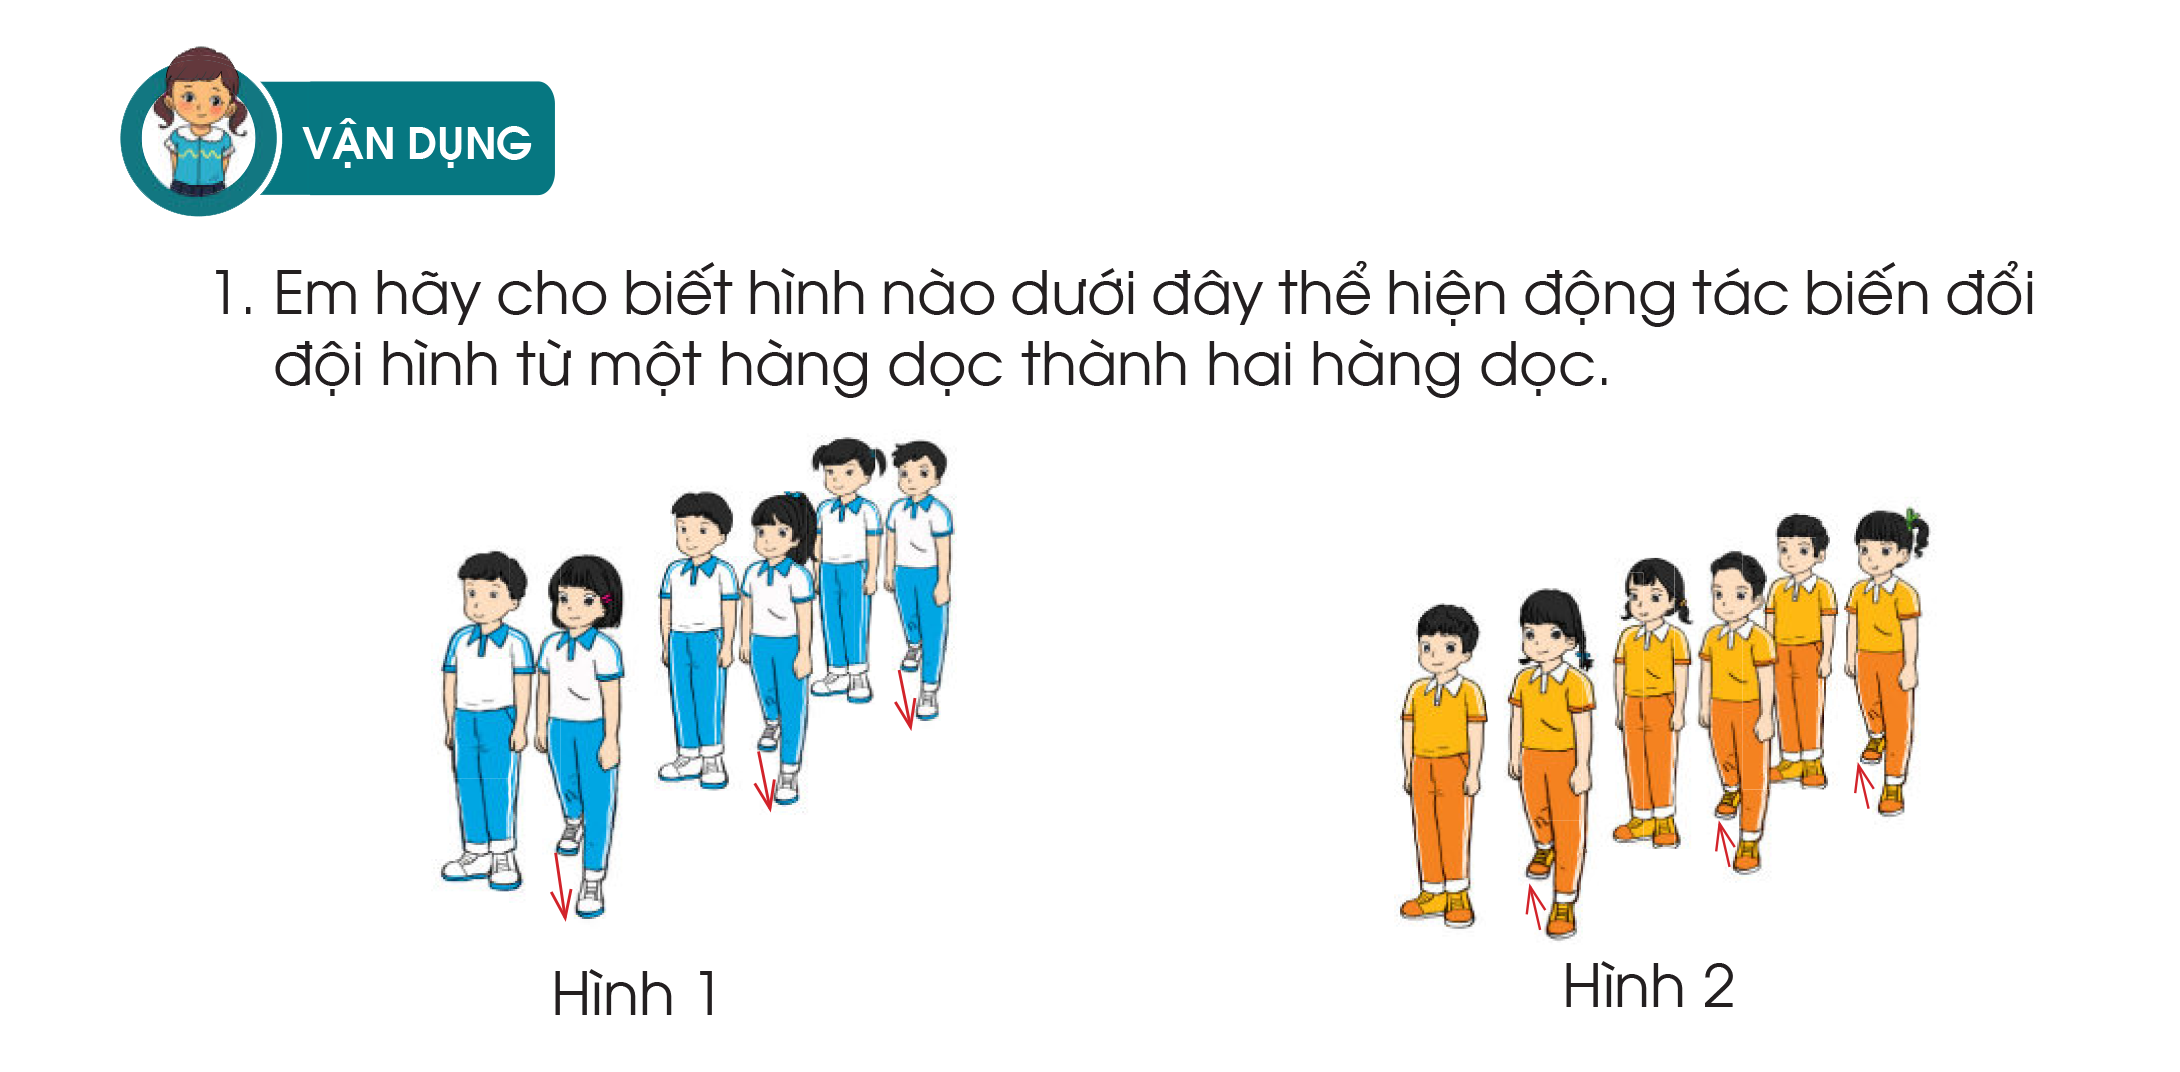 VẬN DỤNG
1. Em hãy cho biết hình nào dưới đây thể hiện động tác biến đổi
đội hình từ một hàng dọc thành hai hàng dọc.
Hình 1
Hình 2